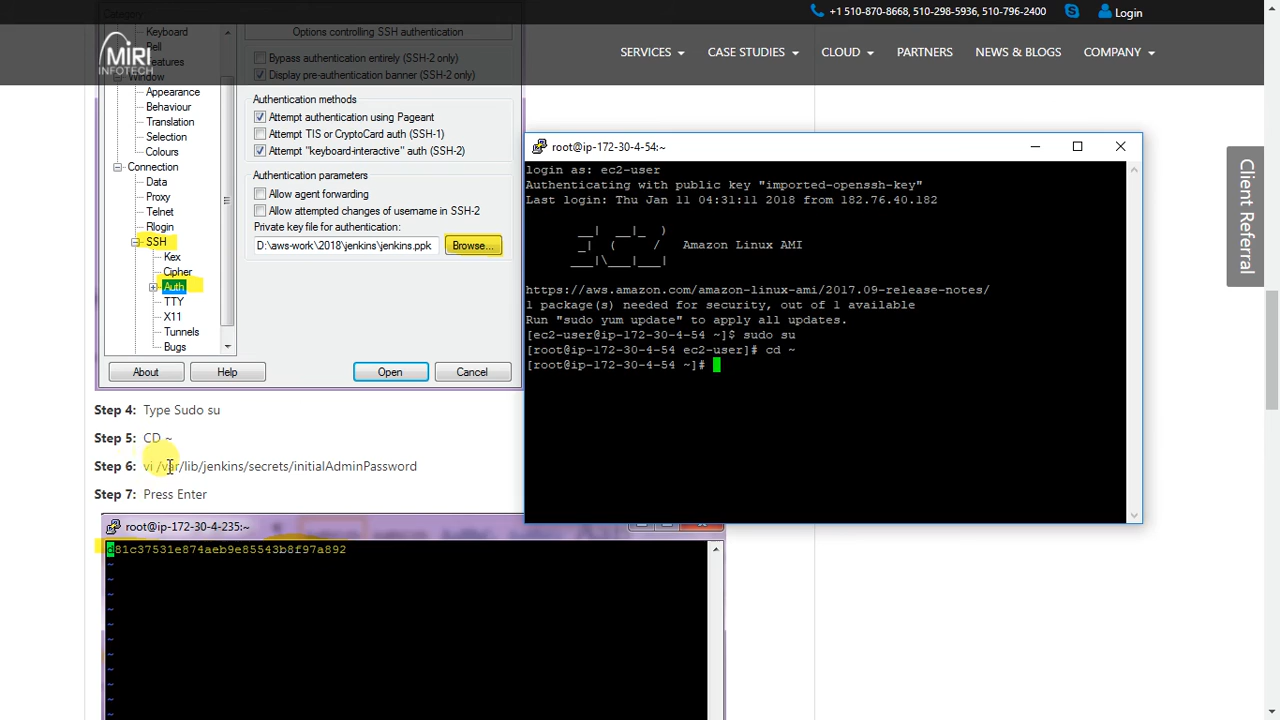 +1 510-870-8668, 510-298-5936, 510-796-2400
Login
MiRI
INFOTECH
SERVICES
CASE STUDIES
CLOUD
PARTNERS
NEWS & BLOGS
COMPANY
Client Referral
Category
Keyboard
Bell
Features
Window
Appearance
Behaviour
Translation
Selection
Colours
Connection
Data
Proxy
Telnet
Rlogin
SSH
Kex
Cipher
Auth
TTY
X11
Tunnels
Bugs
Options controlling SSH authentication
Bypass authentication entirely (SSH-2 only)
Display pre-authentication banner (SSH-2 only)
Authentication methods
Attempt authentication using Pageant
Attempt TIS or CryptoCard auth (SSH-1)
Attempt "keyboard-interactive" auth (SSH-2)
Authentication parameters
Allow agent forwarding
Allow attempted changes of username in SSH-2
Private key file for authentication:
D:\aws-work\2018\jenkins\jenkins.ppk
Browse...
About
Help
Open
Cancel
root@ip-172-30-4-54:~
login as: ec2-user
Authenticating with public key "imported-openssh-key"
Last login: Thu Jan 11 04:31:11 2018 from 182.76.40.182
__|  __|_  )
_|  (     /   Amazon Linux AMI
___|\___|___|
https://aws.amazon.com/amazon-linux-ami/2017.09-release-notes/
1 package(s) needed for security, out of 1 available
Run "sudo yum update" to apply all updates.
[ec2-user@ip-172-30-4-54 ~]$ sudo su
[root@ip-172-30-4-54 ec2-user]# cd ~
[root@ip-172-30-4-54 ~]#
Step 4: Type Sudo su
Step 5: CD ~
Step 6: vi /var/lib/jenkins/secrets/initialAdminPassword
Step 7: Press Enter
root@ip-172-30-4-235:~
d81c37531e874aeb9e85543b8f97a892
~
~
~
~
~
~
~
~
~
~
~